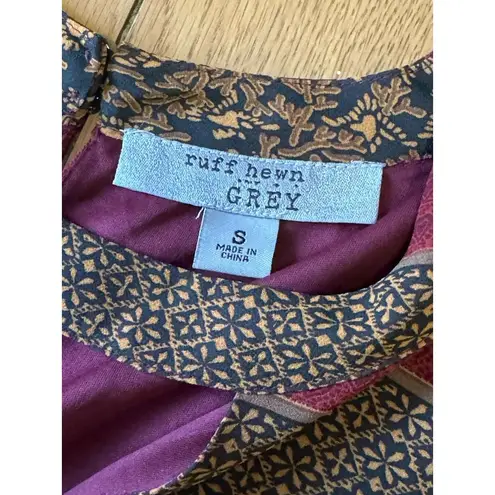 ruff hewn
GREY
S
MADE IN
CHINA